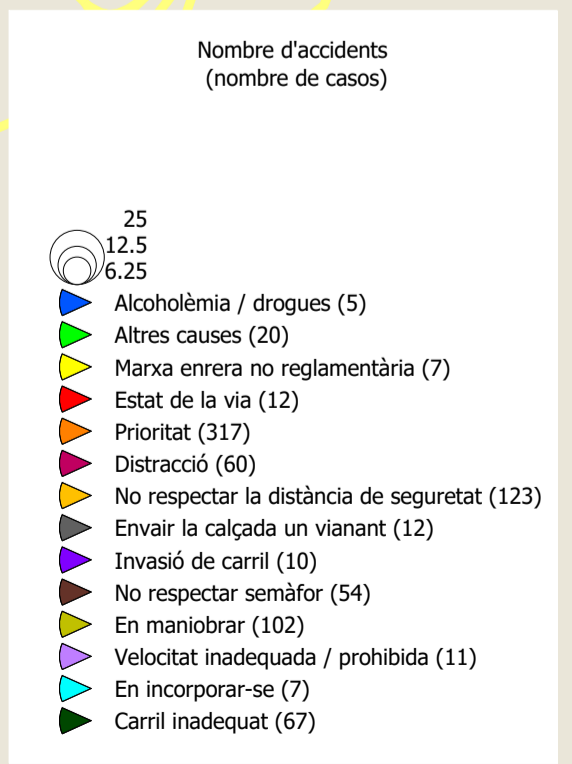 Nombre d'accidents
(nombre de casos)
25
12.5
6.25
Alcoholèmia / drogues (5)
Altres causes (20)
Marxa enrera no reglamentària (7)
Estat de la via (12)
Prioritat (317)
Distracció (60)
No respectar la distància de seguretat (123)
Envair la calçada un vianant (12)
Invasió de carril (10)
No respectar semàfor (54)
En maniobrar (102)
Velocitat inadequada / prohibida (11)
En incorporar-se (7)
Carril inadequat (67)